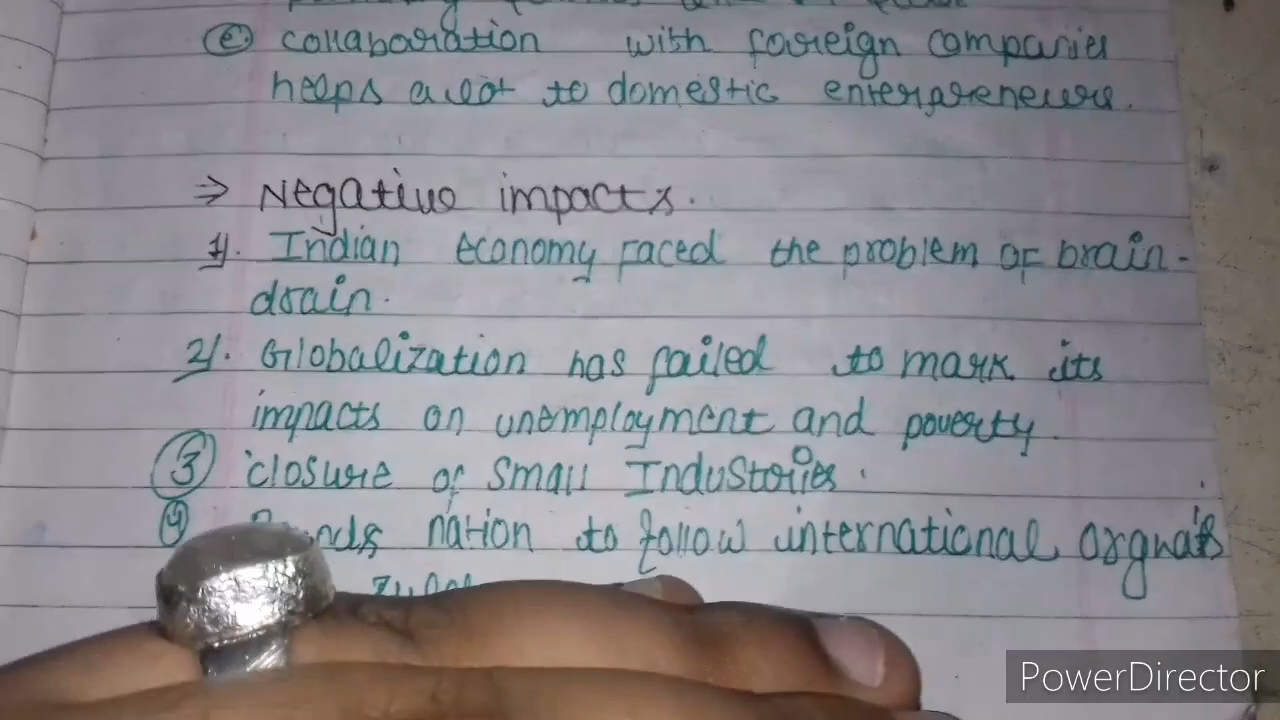 (e) collaboration with foreign companies
helps a lot to domestic enterpreneurs.
⇒ Negative impacts.
1). Indian economy faced the problem of brain-
drain.
2). Globalization has failed to mark its
impacts on unemployment and poverty.
(3) closure of small Industries.
(4) nation to follow international
PowerDirector